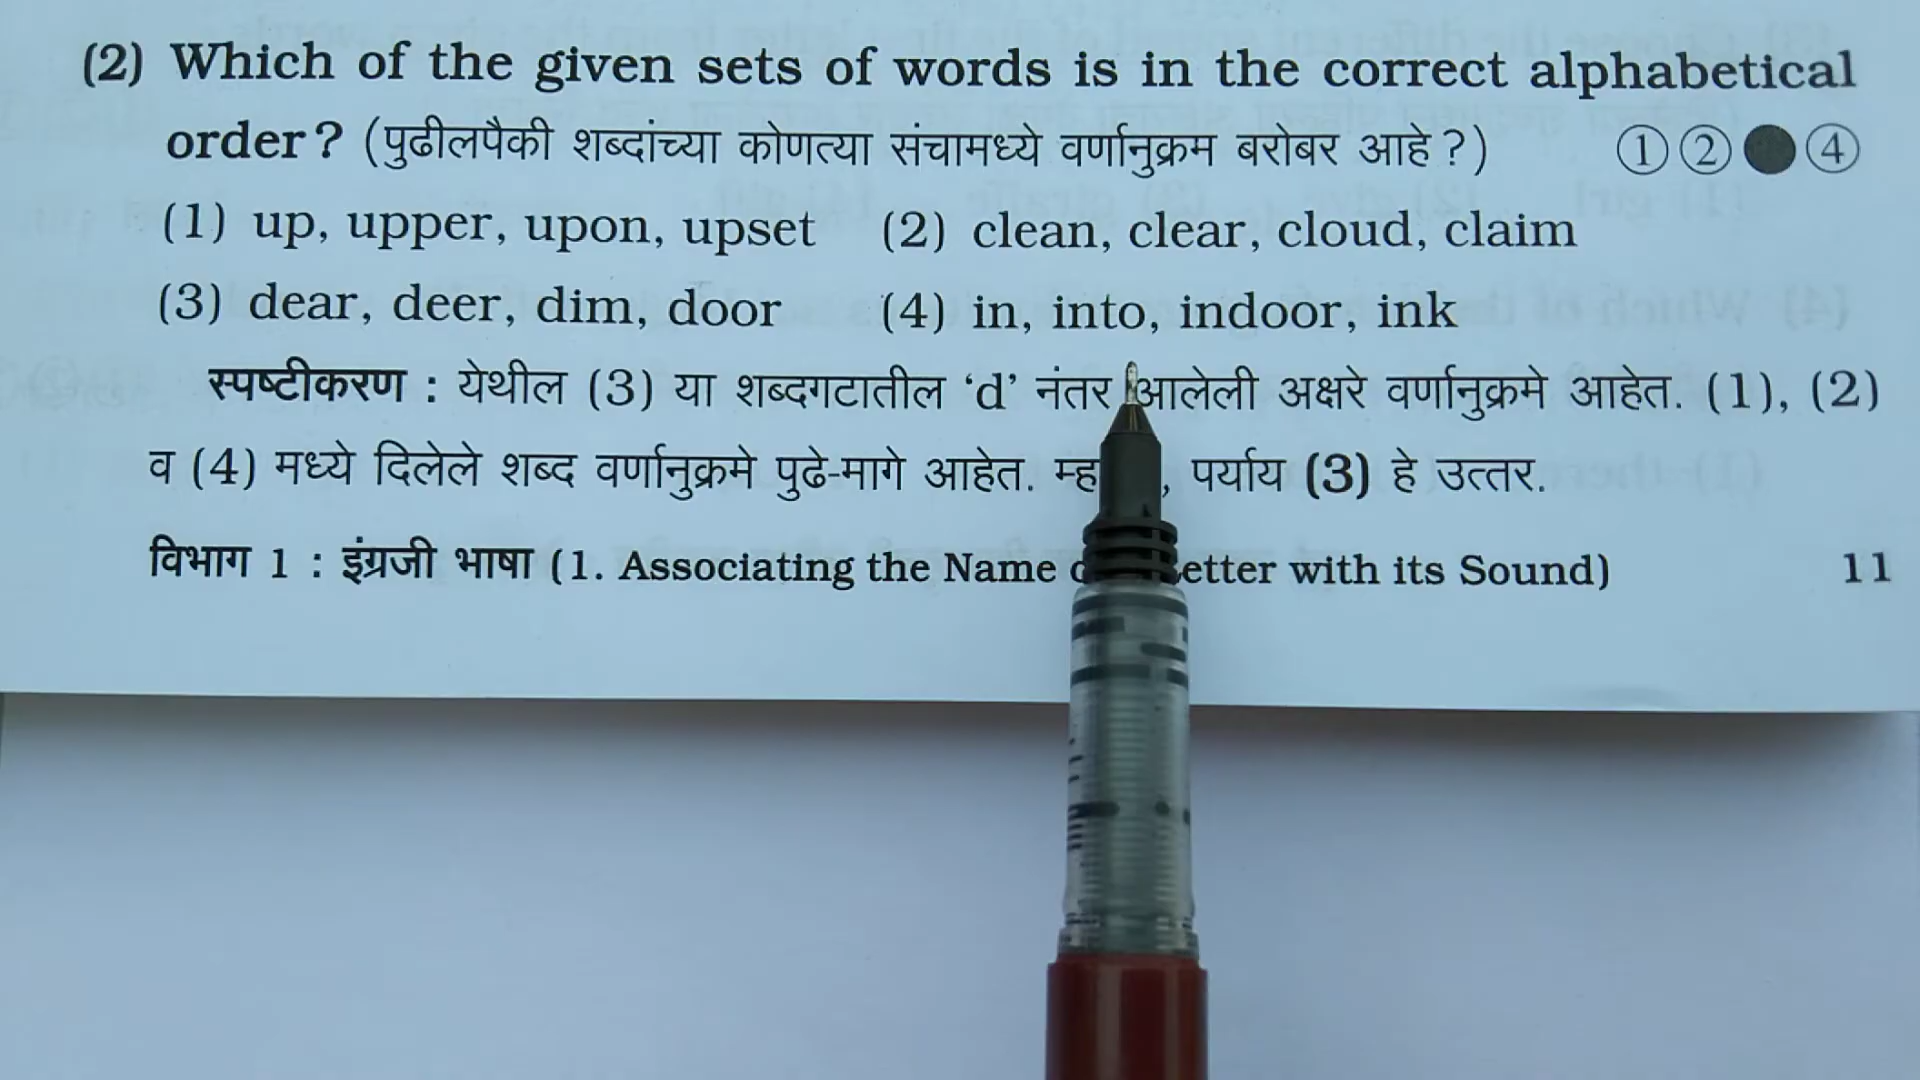 (2) Which of the given sets of words is in the correct alphabetical
order? (पुढीलपैकी शब्दांच्या कोणत्या संचामध्ये वर्णानुक्रम बरोबर आहे?) ① ② ● ④
(1) up, upper, upon, upset (2) clean, clear, cloud, claim
(3) dear, deer, dim, door (4) in, into, indoor, ink
स्पष्टीकरण : येथील (3) या शब्दगटातील ‘d’ नंतर आलेली अक्षरे वर्णानुक्रमे आहेत. (1), (2)
व (4) मध्ये दिलेले शब्द वर्णानुक्रमे पुढे-मागे आहेत. , पर्याय (3) हे उत्तर.
विभाग 1 : इंग्रजी भाषा (1. Associating the Name with its Sound) 11